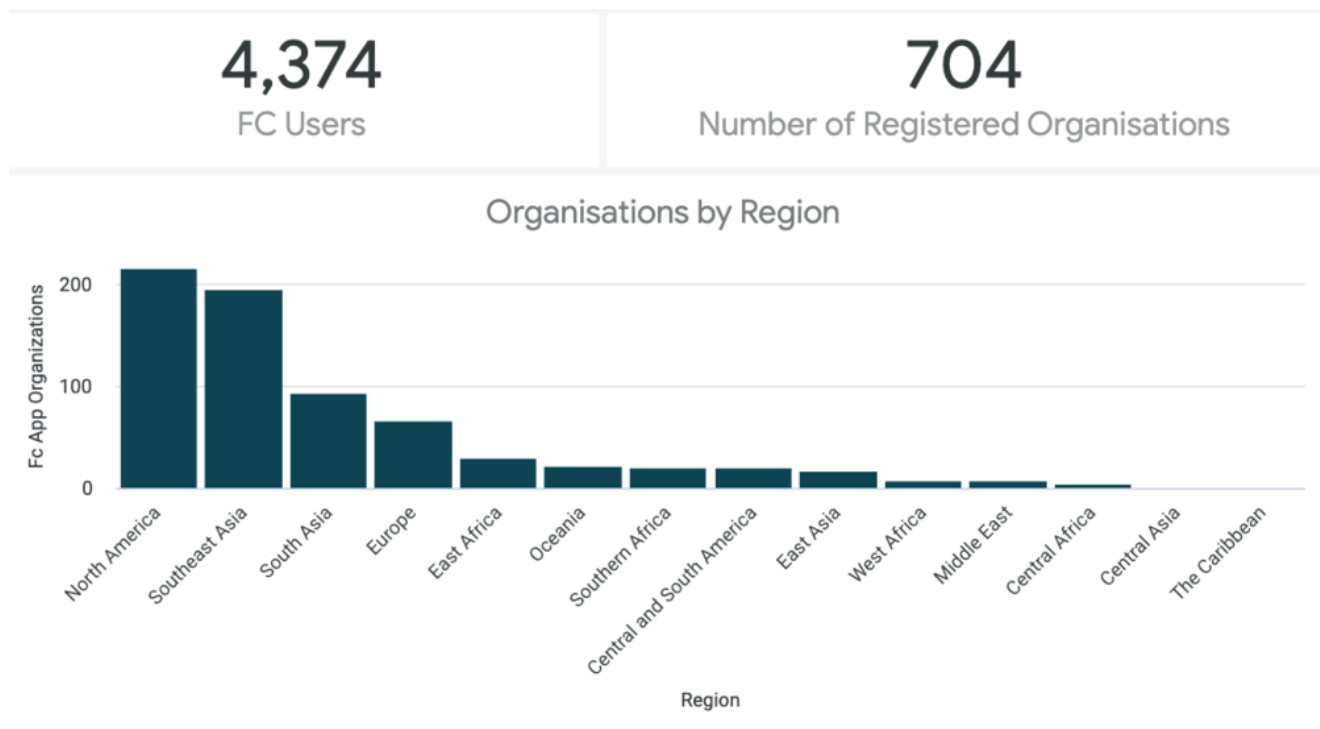 4,374
FC Users
704
Number of Registered Organisations
Organisations by Region
Fc App Organizations
200
100
0
North America
Southeast Asia
South Asia
Europe
East Africa
Oceania
Southern Africa
Central and South America
East Asia
West Africa
Middle East
Central Africa
Central Asia
The Caribbean
Region